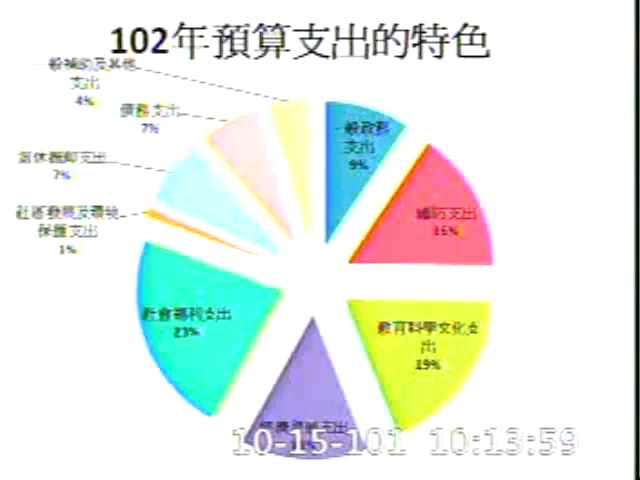 102年預算支出的特色
一般補助及其他
支出
4%
債務支出
7%
退休撫卹支出
7%
社區發展及環境
保護支出
1%
一般政務
支出
9%
國防支出
16%
教育科學文化支
出
19%
社會福利支出
23%
10-15-101 10:13:59